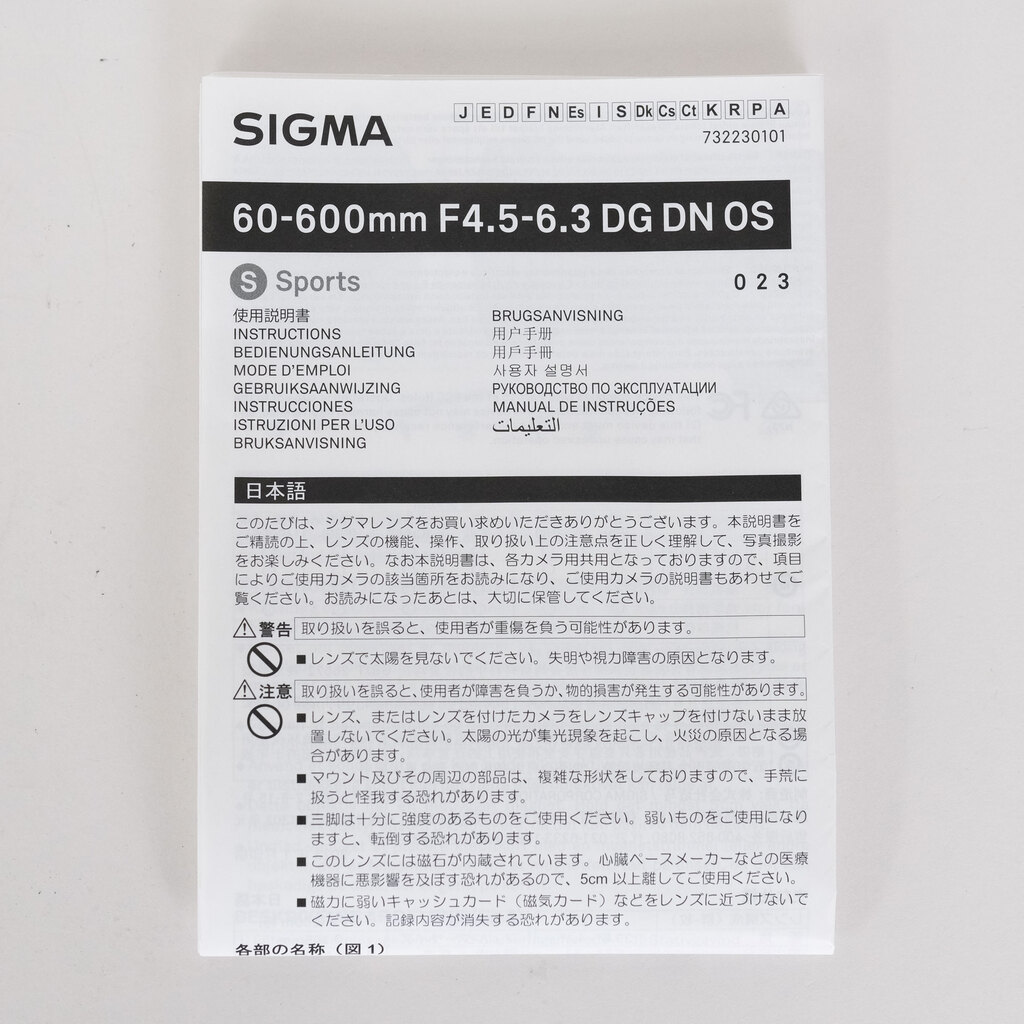 SIGMA
J E D F N Es I S Dk Cs Ct K R P A
732230101
60-600mm F4.5-6.3 DG DN OS
S Sports
0 2 3
使用説明書
INSTRUCTIONS
BEDIENUNGSANLEITUNG
MODE D'EMPLOI
GEBRUIKSAANWIJZING
INSTRUCCIONES
ISTRUZIONI PER L'USO
BRUKSANVISNING
BRUGSANVISNING
用户手册
用戶手冊
사용자 설명서
РУКОВОДСТВО ПО ЭКСПЛУАТАЦИИ
MANUAL DE INSTRUÇÕES
التعليمات
日本語
このたびは、シグマレンズをお買い求めいただきありがとうございます。本説明書を
ご精読の上、レンズの機能、操作、取り扱い上の注意点を正しく理解して、写真撮影
をお楽しみください。なお本説明書は、各カメラ用共用となっておりますので、項目
によりご使用カメラの該当箇所をお読みになり、ご使用カメラの説明書もあわせてご
覧ください。お読みになったあとは、大切に保管してください。
警告 取り扱いを誤ると、使用者が重傷を負う可能性があります。
■レンズで太陽を見ないでください。失明や視力障害の原因となります。
注意 取り扱いを誤ると、使用者が障害を負うか、物的損害が発生する可能性があります。
■レンズ、またはレンズを付けたカメラをレンズキャップを付けないまま放
置しないでください。太陽の光が集光現象を起こし、火災の原因となる場
合があります。
■マウント及びその周辺の部品は、複雑な形状をしておりますので、手荒に
扱うと怪我する恐れがあります。
■三脚は十分に強度のあるものをご使用ください。弱いものをご使用になり
ますと、転倒する恐れがあります。
■このレンズには磁石が内蔵されています。心臓ペースメーカーなどの医療
機器に悪影響を及ぼす恐れがあるので、5cm 以上離してご使用ください。
■磁力に弱いキャッシュカード（磁気カード）などをレンズに近づけないで
ください。記録内容が消失する恐れがあります。
各部の名称（図 1）